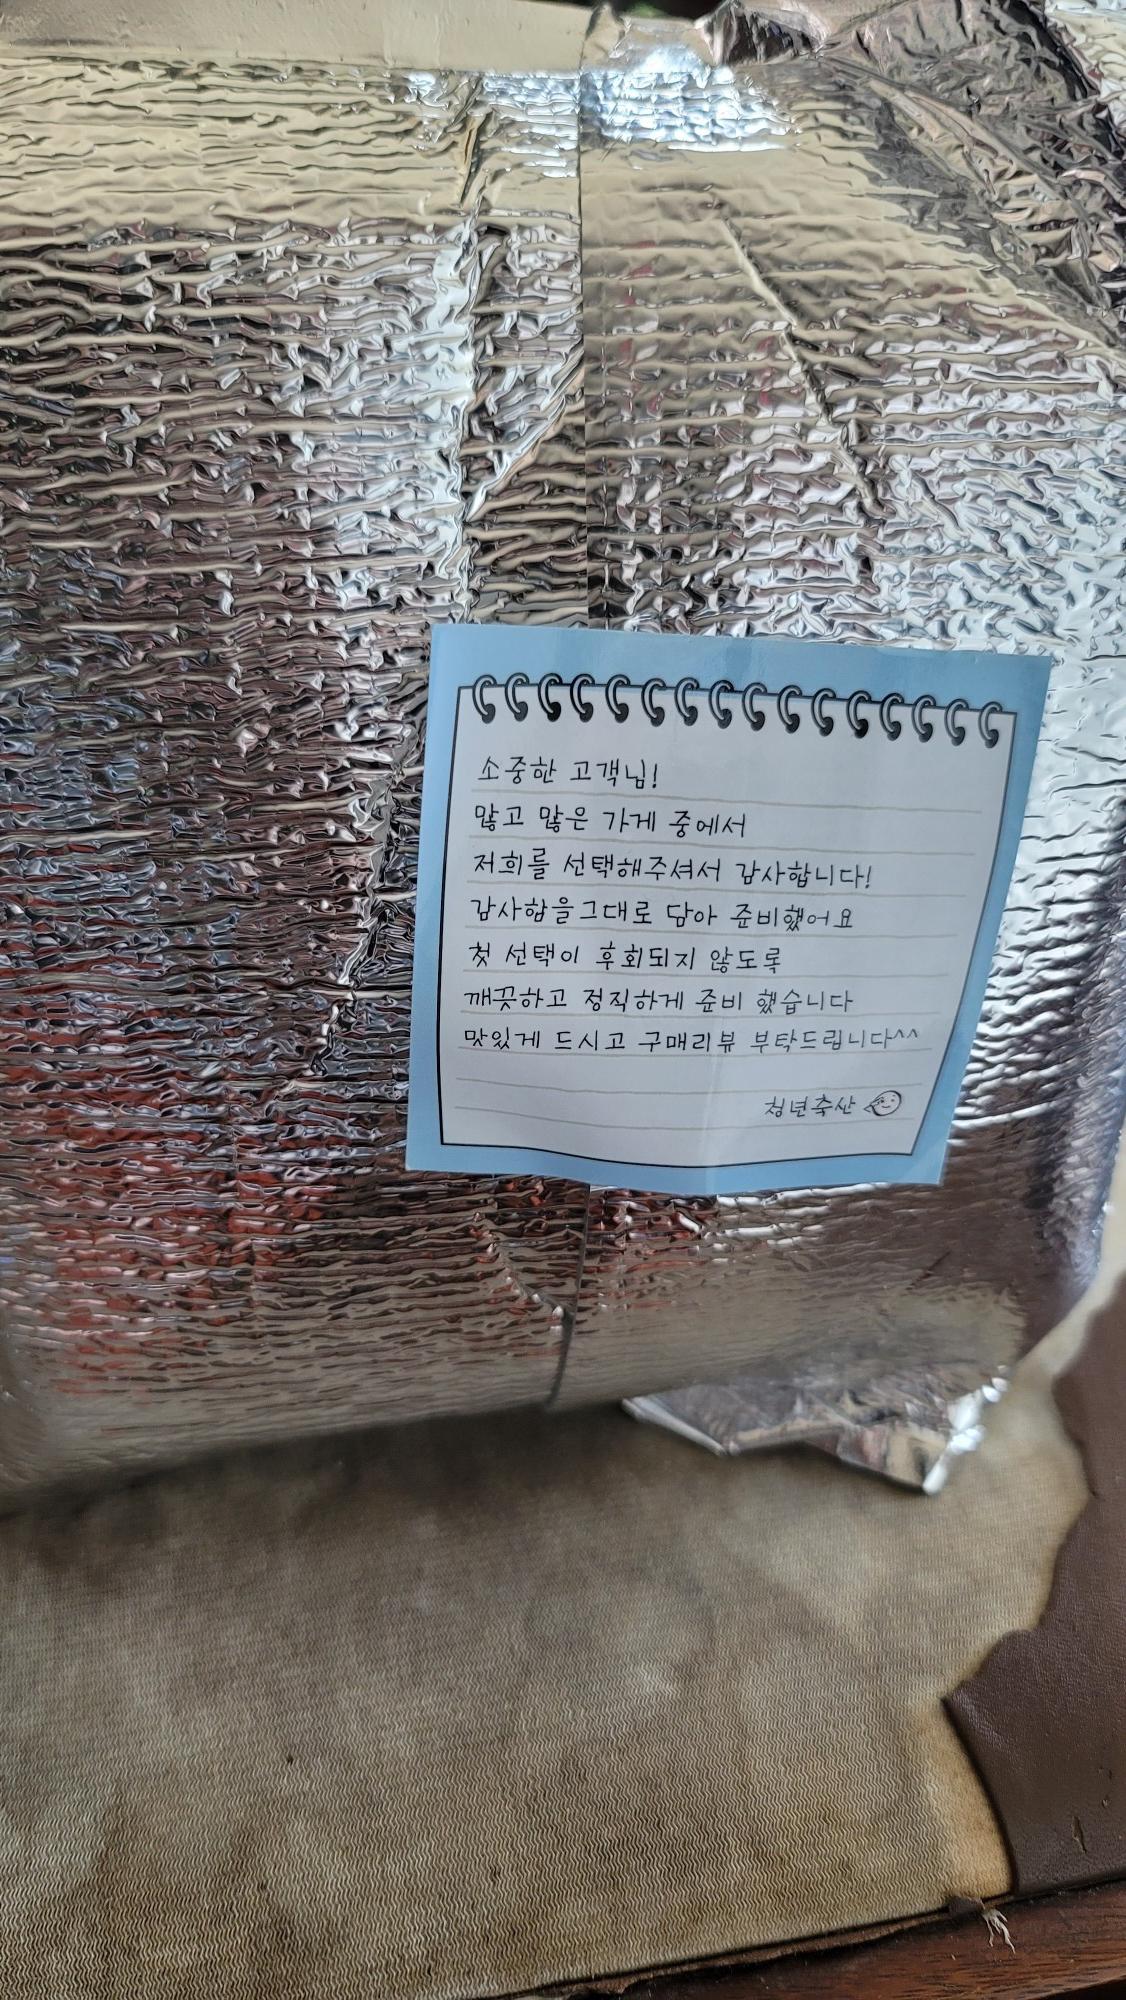 소중한 고객님!
많고 많은 가게 중에서
저희를 선택해주셔서 감사합니다!
감사함을그대로 담아 준비했어요
첫 선택이 후회되지 않도록
깨끗하고 정직하게 준비 했습니다
맛있게 드시고 구매리뷰 부탁드립니다^^
청년축산